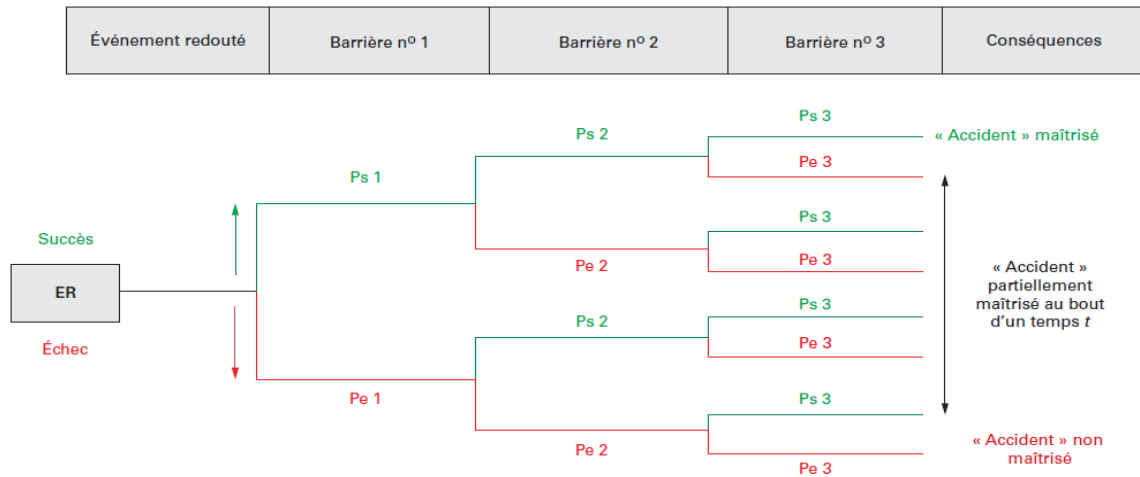 Événement redouté
Barrière nº 1
Barrière nº 2
Barrière nº 3
Conséquences
Ps 3
« Accident » maîtrisé
Ps 2
Pe 3
Ps 1
Ps 3
Succès
Pe 2
Pe 3
ER
« Accident »
partiellement
maîtrisé au bout
d'un temps t
Ps 3
Ps 2
Échec
Pe 3
Pe 1
Ps 3
Pe 2
« Accident » non
maîtrisé
Pe 3